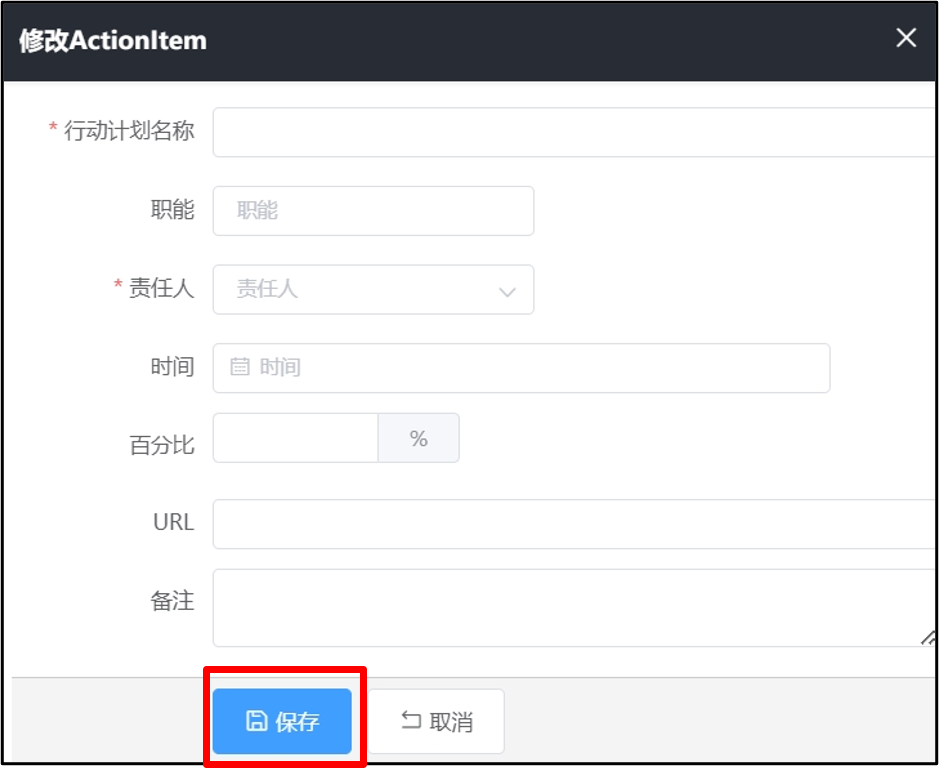 修改ActionItem
* 行动计划名称
职能 职能
* 责任人 责任人
时间 时间
百分比 %
URL
备注
保存 取消